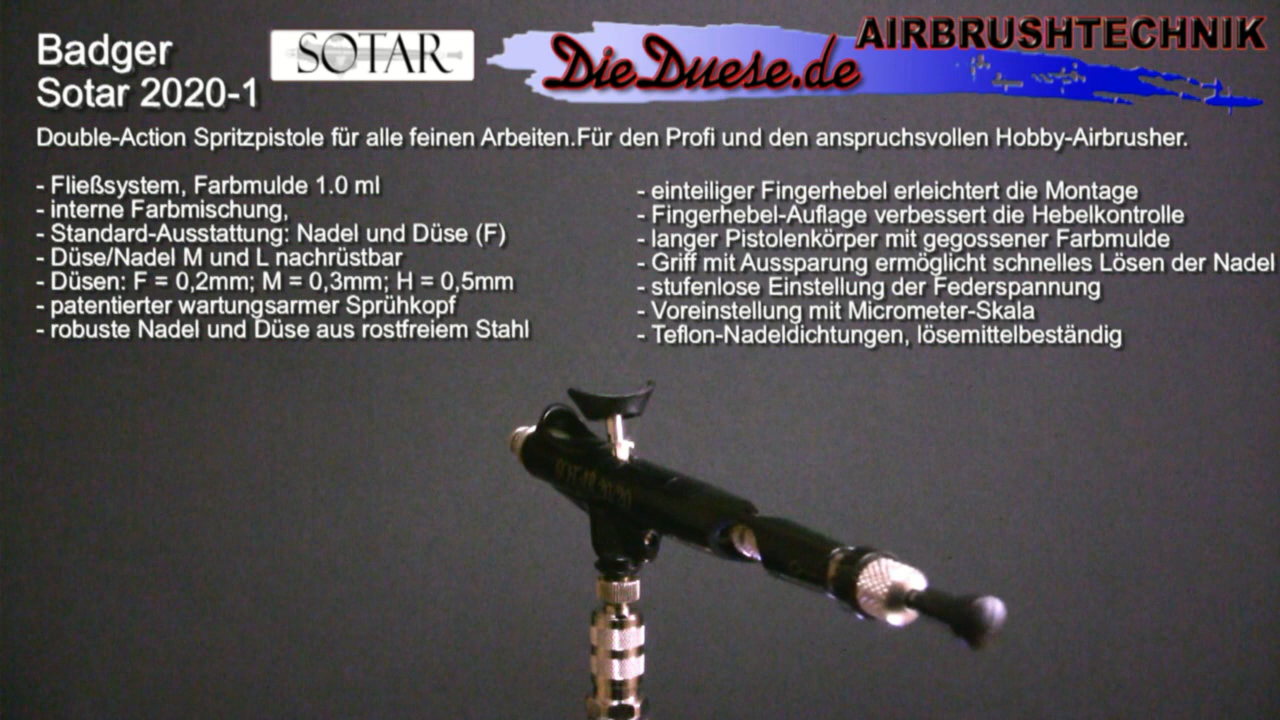 Badger
Sotar 2020-1
SOTAR
DieDuese.de
AIRBRUSHTECHNIK
Double-Action Spritzpistole für alle feinen Arbeiten.Für den Profi und den anspruchsvollen Hobby-Airbrusher.
- Fließsystem, Farbmulde 1.0 ml
- interne Farbmischung,
- Standard-Ausstattung: Nadel und Düse (F)
- Düse/Nadel M und L nachrüstbar
- Düsen: F = 0,2mm; M = 0,3mm; H = 0,5mm
- patentierter wartungsarmer Sprühkopf
- robuste Nadel und Düse aus rostfreiem Stahl
- einteiliger Fingerhebel erleichtert die Montage
- Fingerhebel-Auflage verbessert die Hebelkontrolle
- langer Pistolenkörper mit gegossener Farbmulde
- Griff mit Aussparung ermöglicht schnelles Lösen der Nadel
- stufenlose Einstellung der Federspannung
- Voreinstellung mit Micrometer-Skala
- Teflon-Nadeldichtungen, lösemittelbeständig